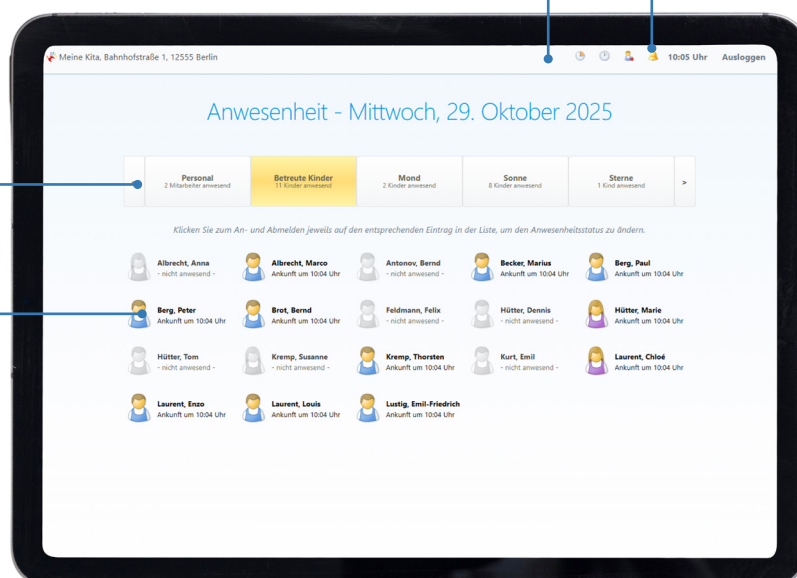 Meine Kita, Bahnhofstraße 1, 12555 Berlin
10:05 Uhr Ausloggen
Anwesenheit - Mittwoch, 29. Oktober 2025
Personal
2 Mitarbeiter anwesend
Betreute Kinder
11 Kinder anwesend
Mond
2 Kinder anwesend
Sonne
8 Kinder anwesend
Sterne
1 Kind anwesend
>
Klicken Sie zum An- und Abmelden jeweils auf den entsprechenden Eintrag in der Liste, um den Anwesenheitsstatus zu ändern.
Albrecht, Anna
- nicht anwesend -
Albrecht, Marco
Ankunft um 10:04 Uhr
Antonov, Bernd
- nicht anwesend -
Becker, Marius
Ankunft um 10:04 Uhr
Berg, Paul
Ankunft um 10:04 Uhr
Berg, Peter
Ankunft um 10:04 Uhr
Brot, Bernd
Ankunft um 10:04 Uhr
Feldmann, Felix
- nicht anwesend -
Hütter, Dennis
- nicht anwesend -
Hütter, Marie
Ankunft um 10:04 Uhr
Hütter, Tom
- nicht anwesend -
Kremp, Susanne
- nicht anwesend -
Kremp, Thorsten
Ankunft um 10:04 Uhr
Kurt, Emil
- nicht anwesend -
Laurent, Chloé
Ankunft um 10:04 Uhr
Laurent, Enzo
Ankunft um 10:04 Uhr
Laurent, Louis
Ankunft um 10:04 Uhr
Lustig, Emil-Friedrich
Ankunft um 10:04 Uhr